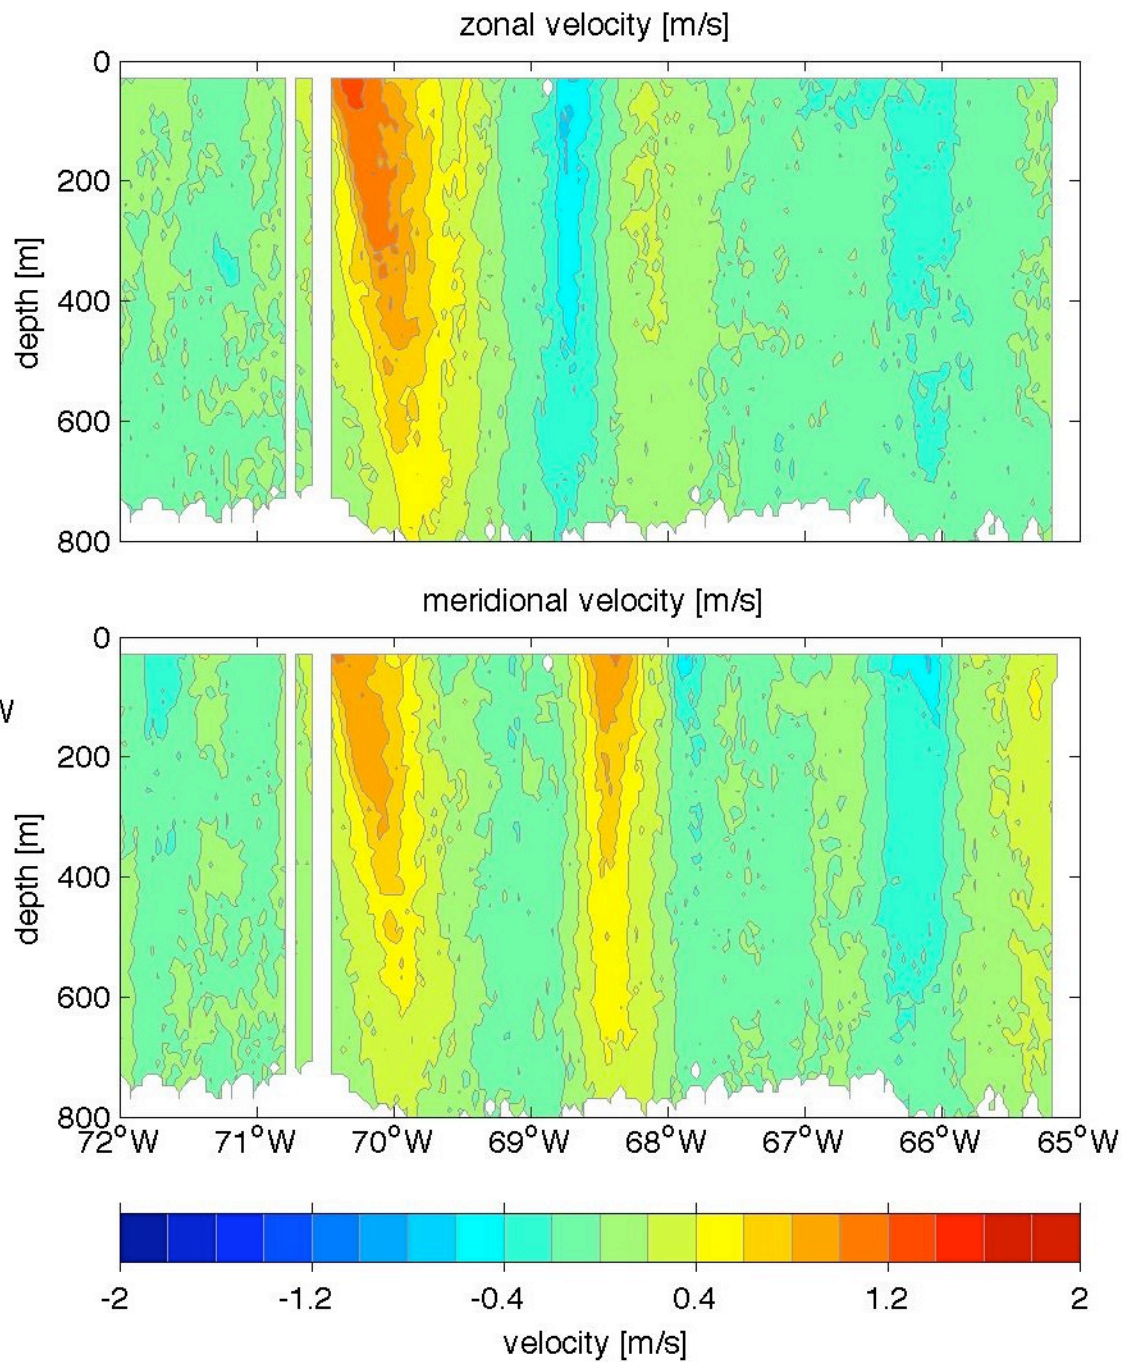 zonal velocity [m/s]
0
200
400
600
800
depth [m]
meridional velocity [m/s]
0
200
400
600
800
depth [m]
W
72°W 71°W 70°W 69°W 68°W 67°W 66°W 65°W
-2 -1.2 -0.4 0.4 1.2 2
velocity [m/s]